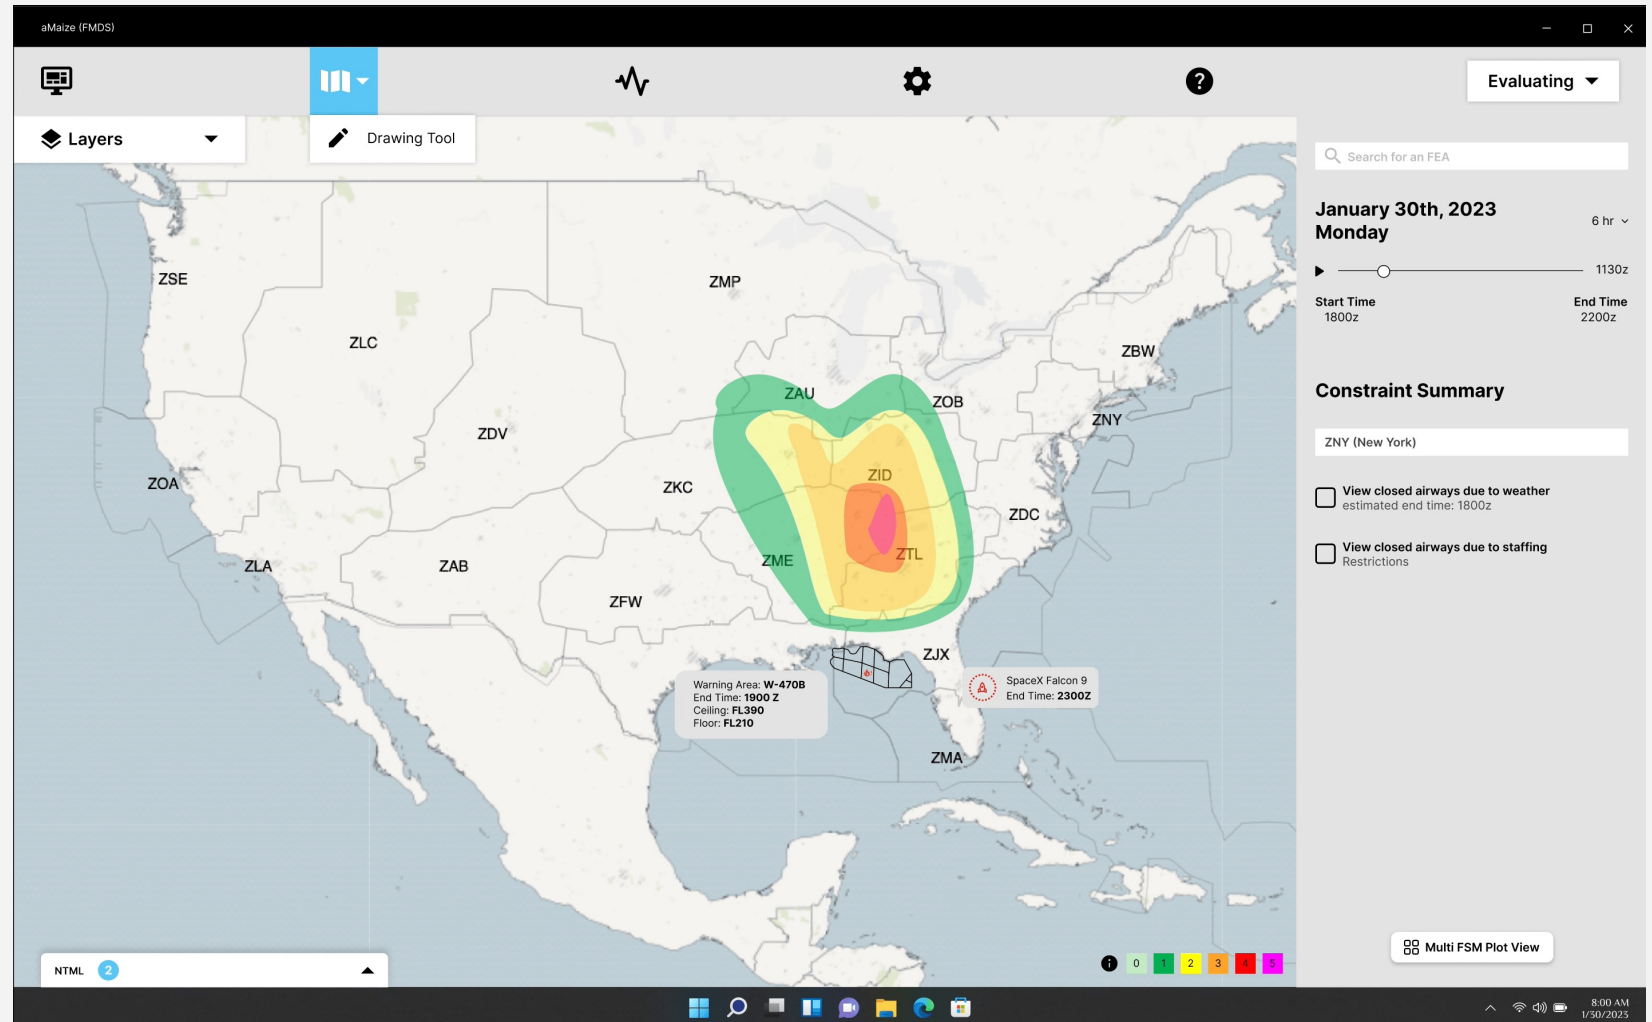 aMaize (FMDS)
Evaluating
Layers
Drawing Tool
Search for an FEA
January 30th, 2023
Monday
6 hr
1130z
Start Time
End Time
1800z
2200z
Constraint Summary
ZNY (New York)
View closed airways due to weather
estimated end time: 1800z
View closed airways due to staffing
Restrictions
Multi FSM Plot View
ZSE
ZMP
ZLC
ZBW
ZAU
ZOB
ZNY
ZDV
ZOA
ZKC
ZID
ZDC
ZLA
ZAB
ZME
ZTL
ZFW
ZJX
Warning Area: W-470B
End Time: 1900 Z
Ceiling: FL390
Floor: FL210
SpaceX Falcon 9
End Time: 2300Z
ZMA
NTML 2
0 1 2 3 4 5
8:00 AM
1/30/2023